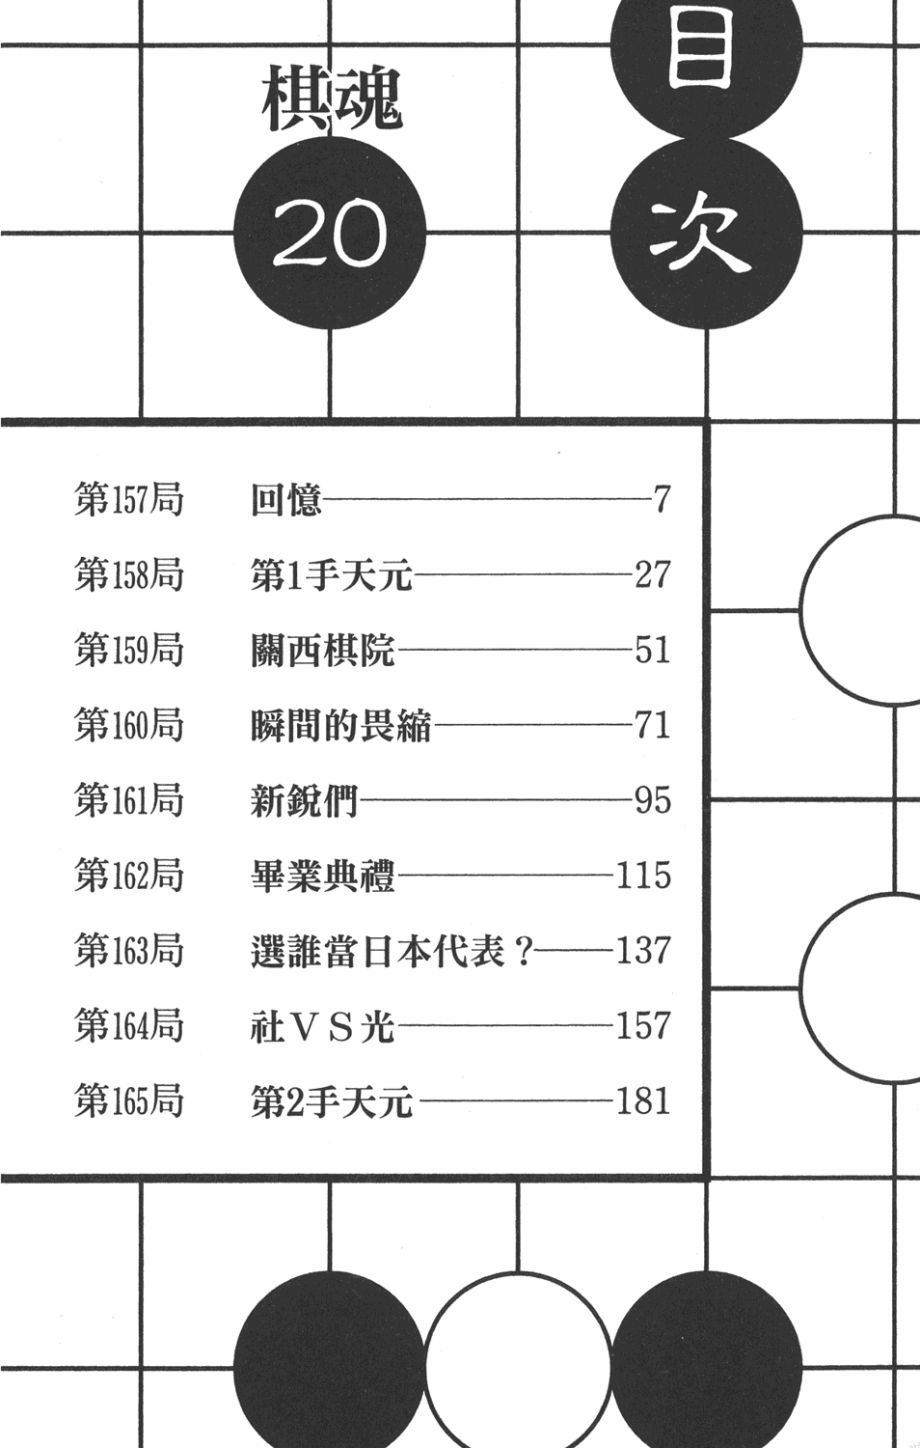 目次
棋魂
20
第157局 回憶 7
第158局 第1手天元 27
第159局 關西棋院 51
第160局 瞬間的畏縮 71
第161局 新銳們 95
第162局 畢業典禮 115
第163局 選誰當日本代表？ 137
第164局 社ＶＳ光 157
第165局 第2手天元 181